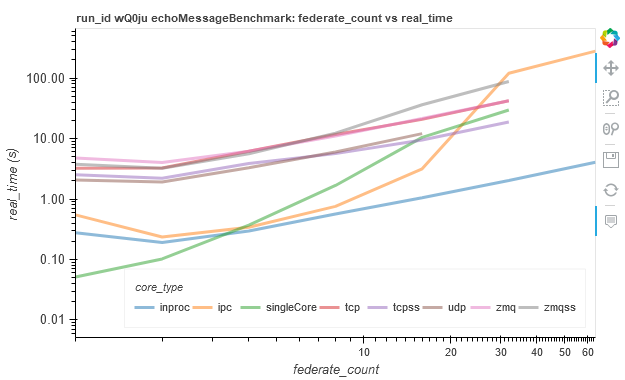 run_id wQ0ju echoMessageBenchmark: federate_count vs real_time
real_time (s)
100.00
10.00
1.00
0.10
0.01
core_type
inproc ipc singleCore tcp tcpss udp zmq zmqss
10 20 30 40 50 60
federate_count